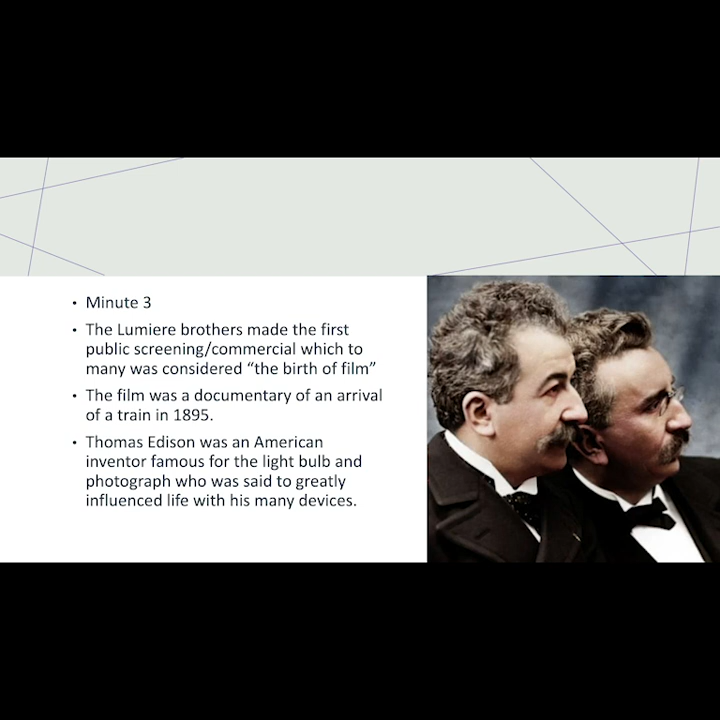 • Minute 3
• The Lumiere brothers made the first
public screening/commercial which to
many was considered “the birth of film”
• The film was a documentary of an arrival
of a train in 1895.
• Thomas Edison was an American
inventor famous for the light bulb and
photograph who was said to greatly
influenced life with his many devices.